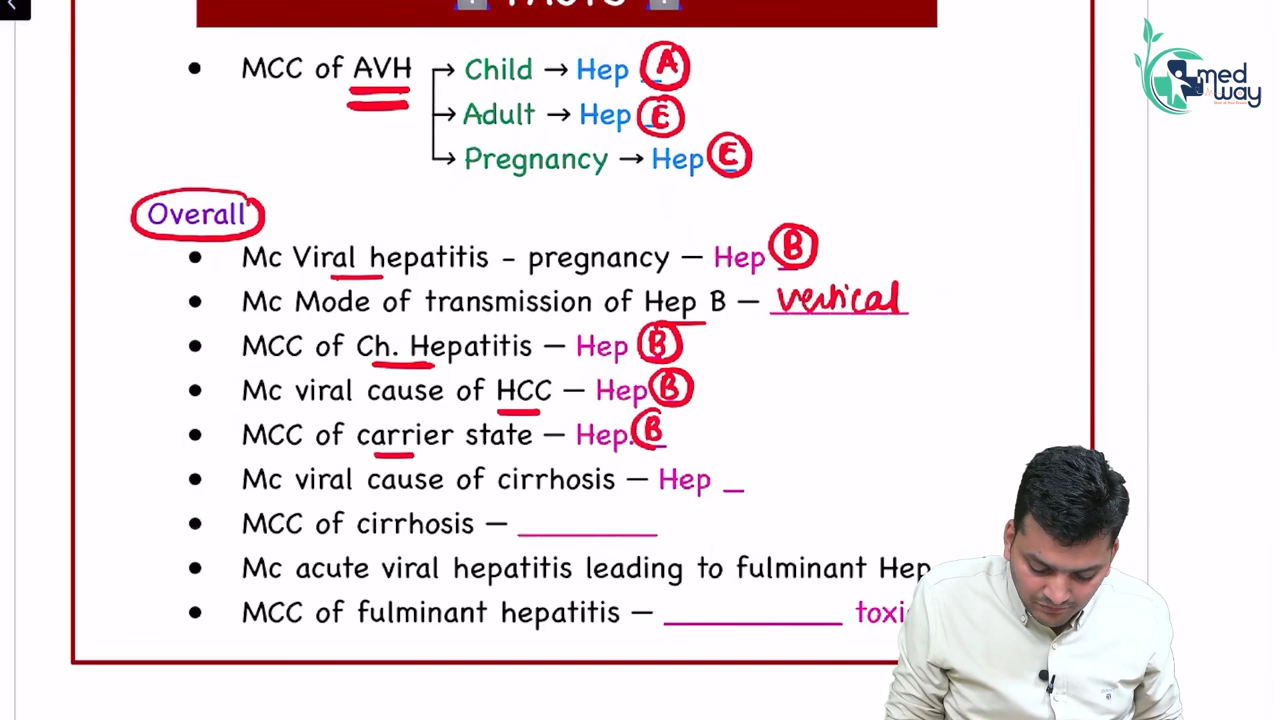 med
way
MCC of AVH
Child → Hep A
Adult → Hep E
Pregnancy → Hep E
Overall
Mc Viral hepatitis - pregnancy — Hep B
Mc Mode of transmission of Hep B — vertical
MCC of Ch. Hepatitis — Hep B
Mc viral cause of HCC — Hep B
MCC of carrier state — Hep. B
Mc viral cause of cirrhosis — Hep _
MCC of cirrhosis — ________
Mc acute viral hepatitis leading to fulminant Hep
MCC of fulminant hepatitis — __________